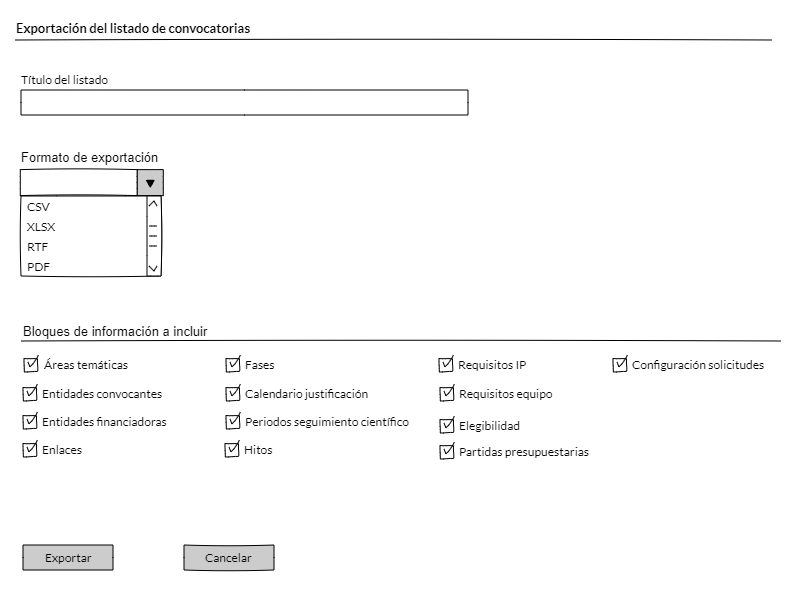 Exportación del listado de convocatorias
Título del listado
Formato de exportación
CSV
XLSX
RTF
PDF
Bloques de información a incluir
Áreas temáticas
Fases
Requisitos IP
Configuración solicitudes
Entidades convocantes
Calendario justificación
Requisitos equipo
Entidades financiadoras
Periodos seguimiento científico
Elegibilidad
Enlaces
Hitos
Partidas presupuestarias
Exportar
Cancelar